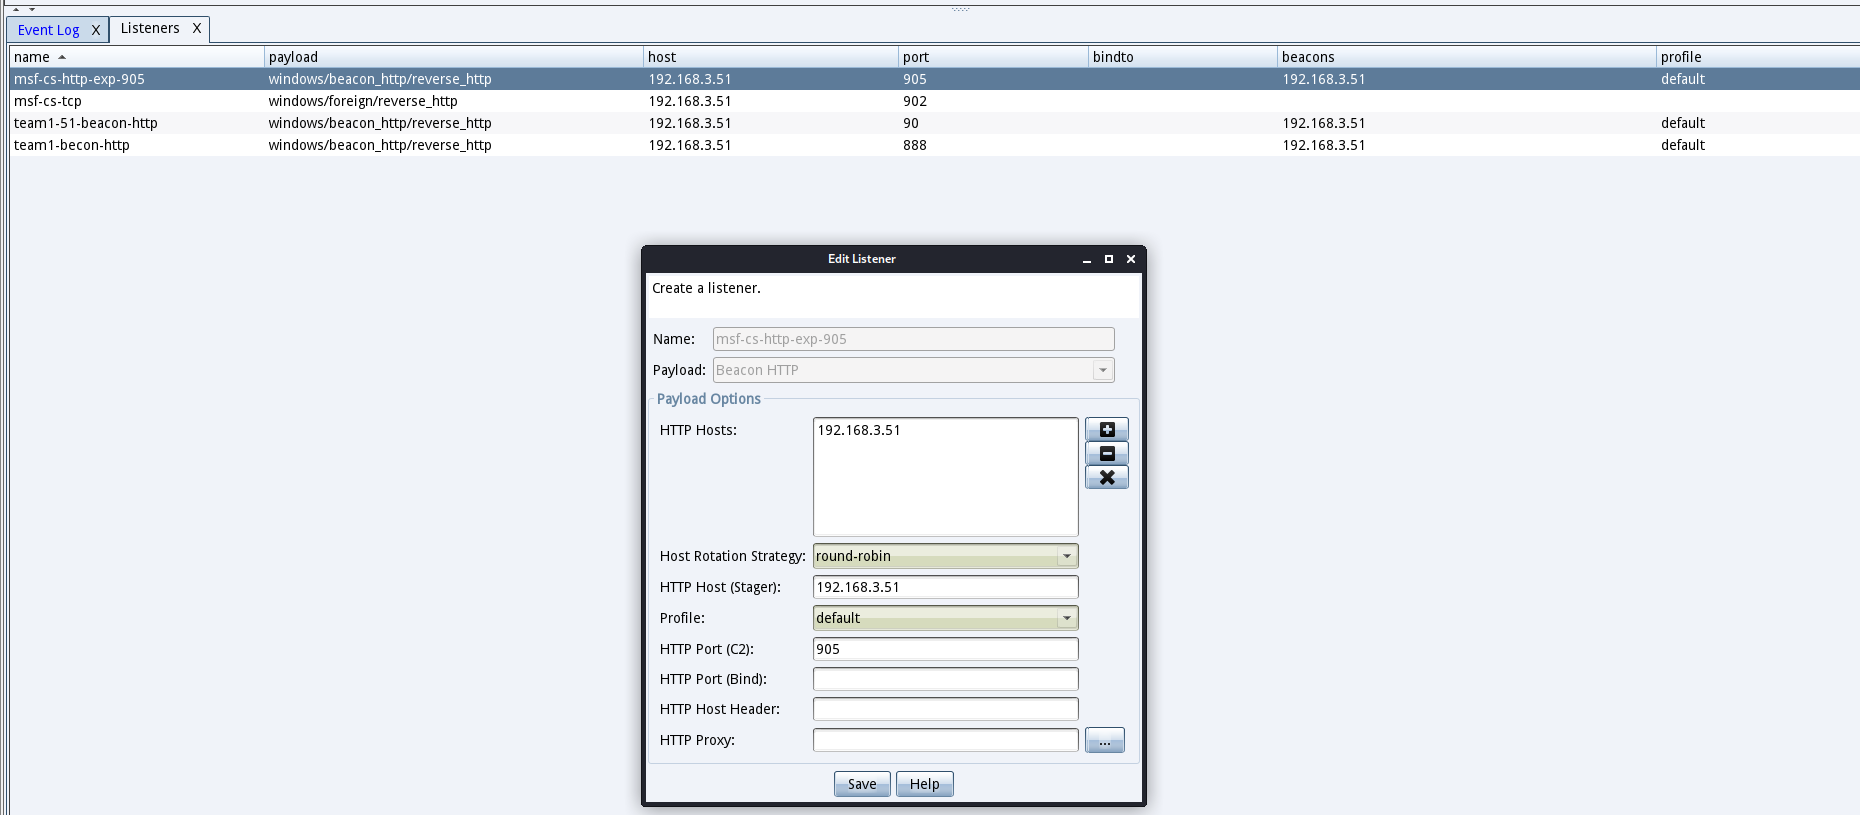 Event Log X Listeners X
name payload host port bindto beacons profile
msf-cs-http-exp-905 windows/beacon_http/reverse_http 192.168.3.51 905 192.168.3.51 default
msf-cs-tcp windows/foreign/reverse_http 192.168.3.51 902
team1-51-beacon-http windows/beacon_http/reverse_http 192.168.3.51 90 192.168.3.51 default
team1-becon-http windows/beacon_http/reverse_http 192.168.3.51 888 192.168.3.51 default
Edit Listener
Create a listener.
Name: msf-cs-http-exp-905
Payload: Beacon HTTP
Payload Options
HTTP Hosts: 192.168.3.51
Host Rotation Strategy: round-robin
HTTP Host (Stager): 192.168.3.51
Profile: default
HTTP Port (C2): 905
HTTP Port (Bind):
HTTP Host Header:
HTTP Proxy: ...
Save Help